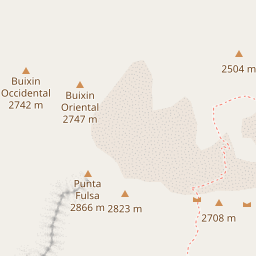 2504 m
Buixin
Occidental
2742 m
Buixin
Oriental
2747 m
Punta
Fulsa
2866 m
2823 m
2708 m